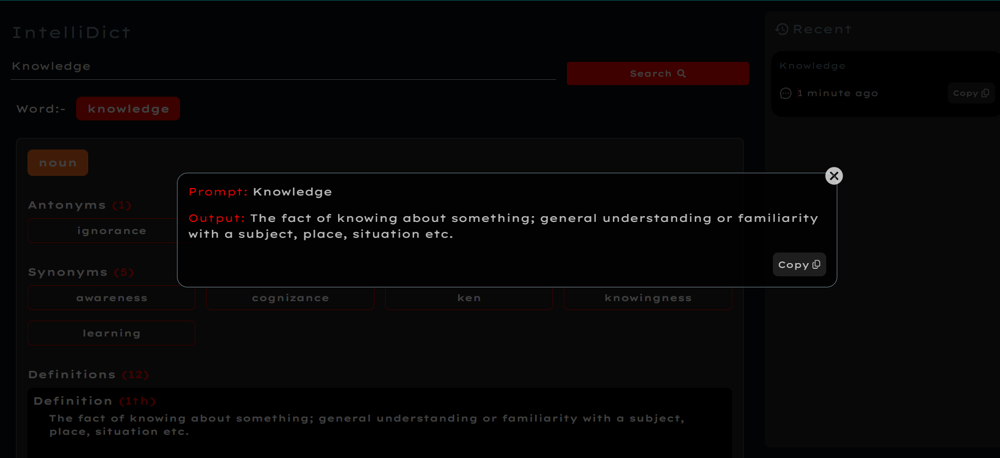 IntelliDict
Knowledge
Search
Word:- knowledge
noun
Antonyms (1)
ignorance
Synonyms (5)
awareness
cognizance
ken
knowingness
learning
Definitions (12)
Definition (1th)
The fact of knowing about something; general understanding or familiarity with a subject,
place, situation etc.
Recent
Knowledge
1 minute ago
Copy
Prompt: Knowledge
Output: The fact of knowing about something; general understanding or familiarity
with a subject, place, situation etc.
Copy